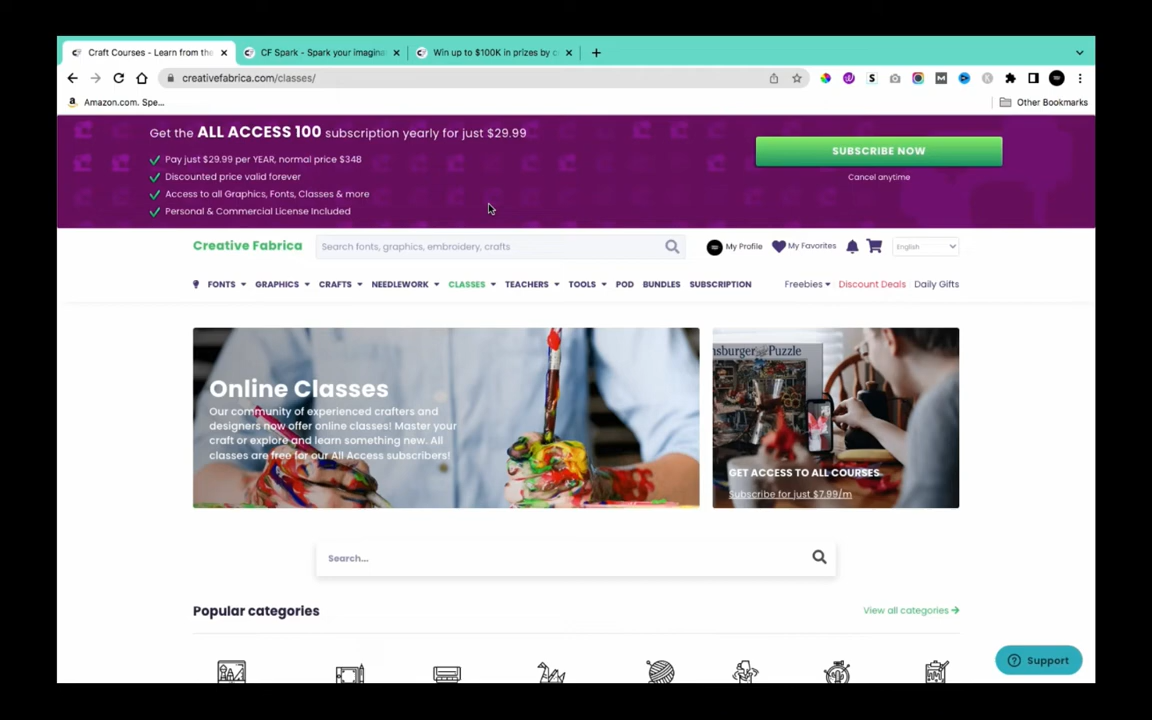 Craft Courses - Learn from the
CF Spark - Spark your imagina
Win up to $100K in prizes by c
creativefabrica.com/classes/
Amazon.com. Spe...
Other Bookmarks
Get the ALL ACCESS 100 subscription yearly for just $29.99
Pay just $29.99 per YEAR, normal price $348
Discounted price valid forever
Access to all Graphics, Fonts, Classes & more
Personal & Commercial License Included
SUBSCRIBE NOW
Cancel anytime
Creative Fabrica
Search fonts, graphics, embroidery, crafts
My Profile
My Favorites
English
FONTS
GRAPHICS
CRAFTS
NEEDLEWORK
CLASSES
TEACHERS
TOOLS
POD
BUNDLES
SUBSCRIPTION
Freebies
Discount Deals
Daily Gifts
Online Classes
Our community of experienced crafters and
designers now offer online classes! Master your
craft or explore and learn something new. All
classes are free for our All Access subscribers!
nsburger Puzzle
GET ACCESS TO ALL COURSES
Subscribe for just $7.99/m
Search...
Popular categories
View all categories
Support